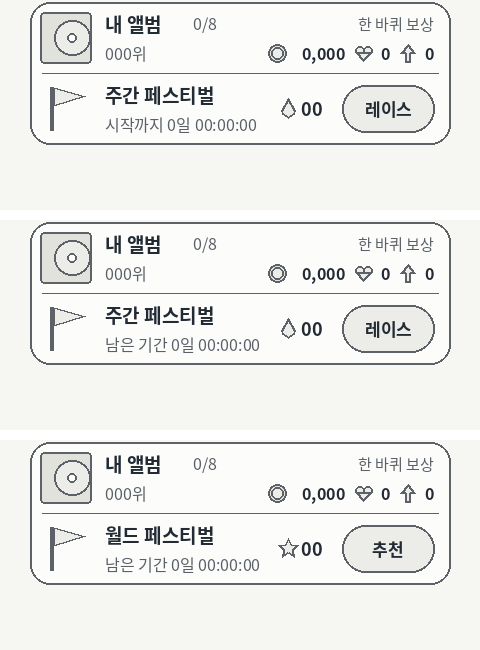 내 앨범 0/8 한 바퀴 보상
000위 0,000 0 0
주간 페스티벌 00 레이스
시작까지 0일 00:00:00
내 앨범 0/8 한 바퀴 보상
000위 0,000 0 0
주간 페스티벌 00 레이스
남은 기간 0일 00:00:00
내 앨범 0/8 한 바퀴 보상
000위 0,000 0 0
월드 페스티벌 00 추천
남은 기간 0일 00:00:00